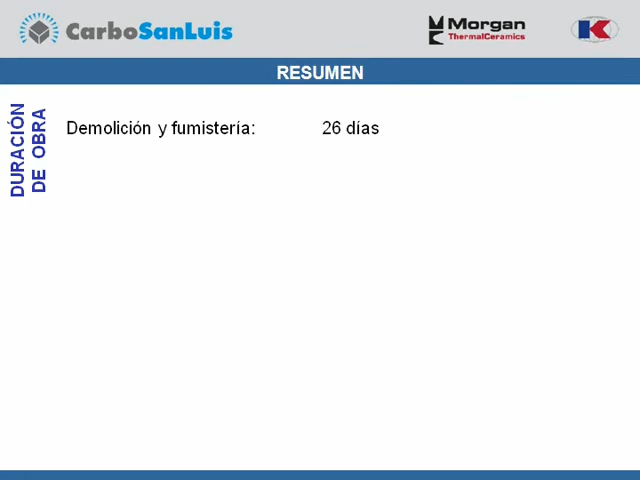 CarboSanLuis
Morgan
ThermalCeramics
K
RESUMEN
DURACIÓN
DE OBRA
Demolición y fumistería: 26 días